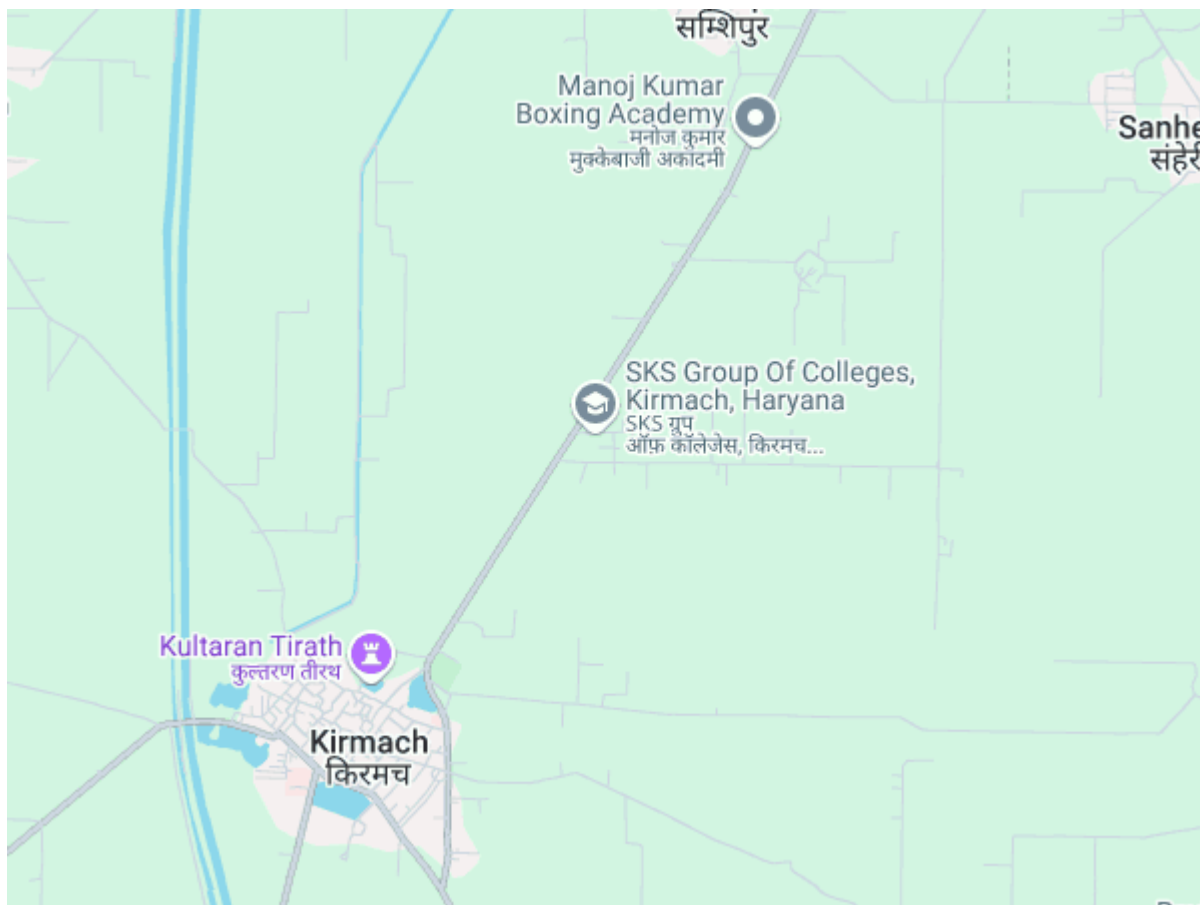 सम्शिपुर
Manoj Kumar
Boxing Academy
मनोज कुमार
मुक्केबाजी अकादमी
Sanhe
संहेरी
SKS Group Of Colleges,
Kirmach, Haryana
SKS ग्रुप
ऑफ़ कॉलेजेस, किरमच...
Kultaran Tirath
कुल्तरण तीरथ
Kirmach
किरमच